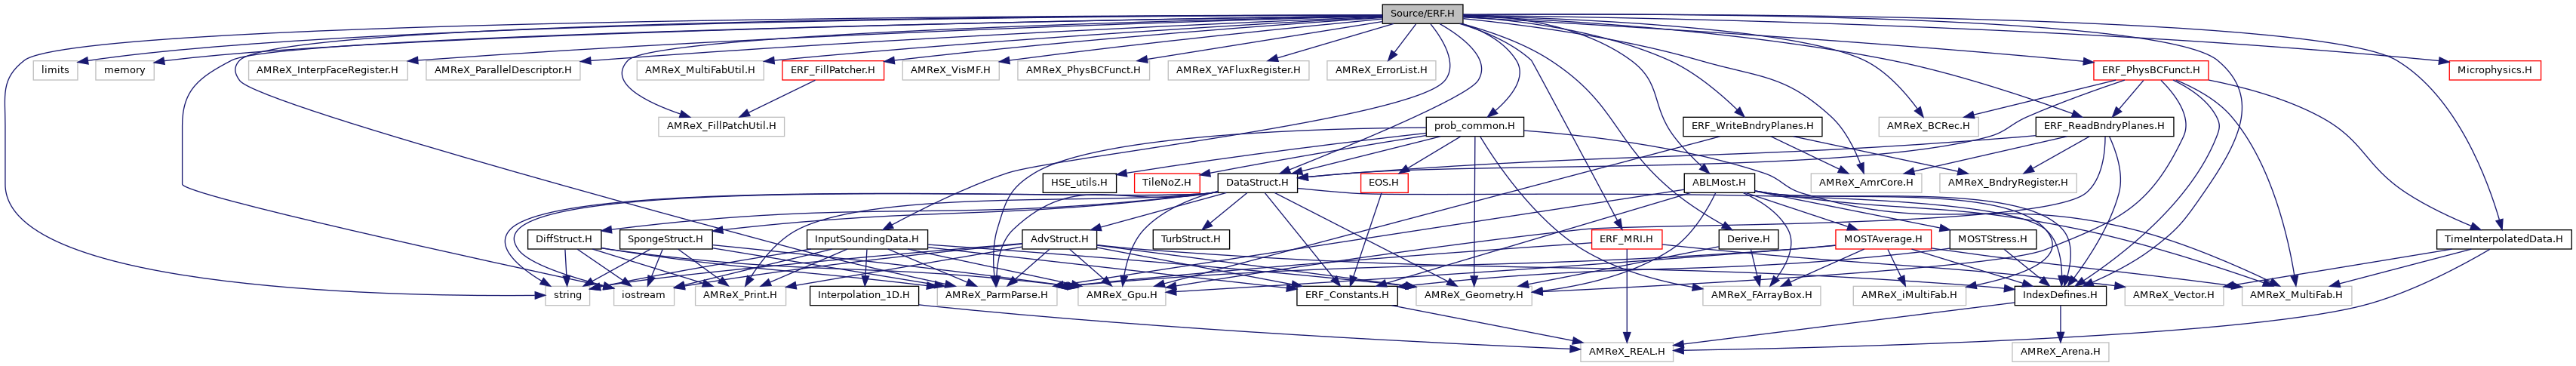 Source/ERF.H
limits
memory
AMReX_InterpFaceRegister.H
AMReX_ParallelDescriptor.H
AMReX_MultiFabUtil.H
ERF_FillPatcher.H
AMReX_VisMF.H
AMReX_PhysBCFunct.H
AMReX_YAFluxRegister.H
AMReX_ErrorList.H
ERF_PhysBCFunct.H
Microphysics.H
AMReX_FillPatchUtil.H
prob_common.H
ERF_WriteBndryPlanes.H
AMReX_BCRec.H
ERF_ReadBndryPlanes.H
HSE_utils.H
TileNoZ.H
DataStruct.H
EOS.H
ABLMost.H
AMReX_AmrCore.H
AMReX_BndryRegister.H
DiffStruct.H
SpongeStruct.H
InputSoundingData.H
AdvStruct.H
TurbStruct.H
ERF_MRI.H
Derive.H
MOSTAverage.H
MOSTStress.H
TimeInterpolatedData.H
string
iostream
AMReX_Print.H
Interpolation_1D.H
AMReX_ParmParse.H
AMReX_Gpu.H
ERF_Constants.H
AMReX_Geometry.H
AMReX_FArrayBox.H
AMReX_iMultiFab.H
IndexDefines.H
AMReX_Vector.H
AMReX_MultiFab.H
AMReX_REAL.H
AMReX_Arena.H